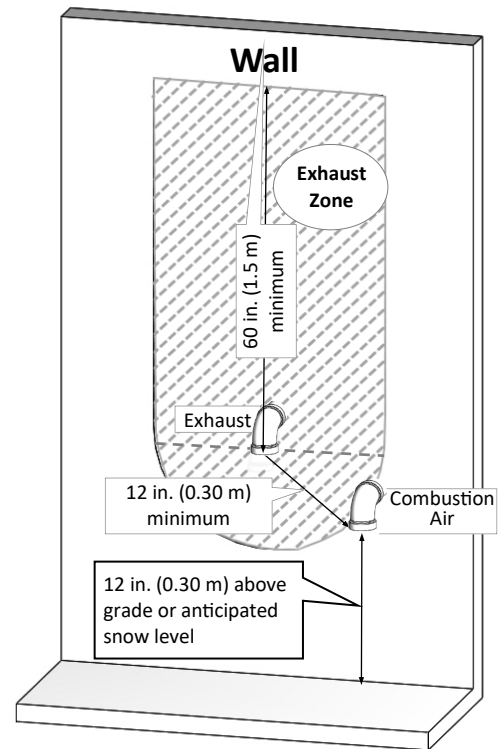 Wall
Exhaust
Zone
60 in. (1.5 m)
minimum
Exhaust
12 in. (0.30 m)
minimum
Combustion
Air
12 in. (0.30 m) above
grade or anticipated
snow level